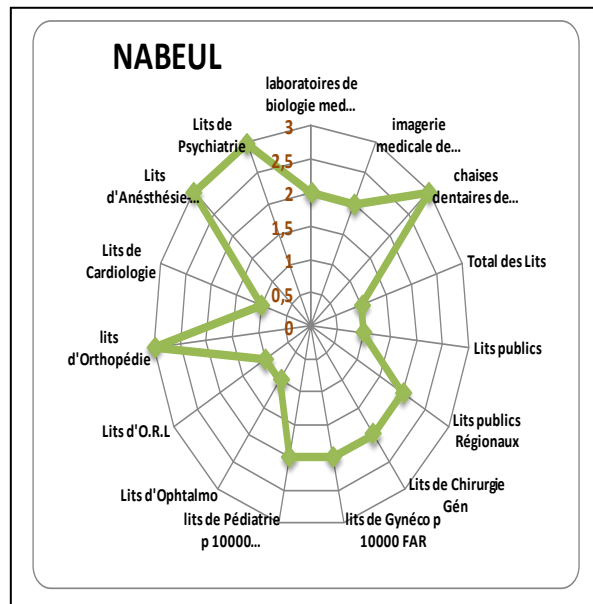 NABEUL
laboratoires de
biologie med...
imagerie
medicale de...
chaises
dentaires de...
Total des Lits
Lits publics
Lits publics
Régionaux
Lits de Chirurgie
Gén
lits de Gynéco p
10000 FAR
lits de Pédiatrie
p 10000...
Lits d'Ophtalmo
Lits d'O.R.L
lits
d'Orthopédie
Lits de
Cardiologie
Lits
d'Anésthésie-...
Lits de
Psychiatrie
3
2,5
2
1,5
1
0,5
0